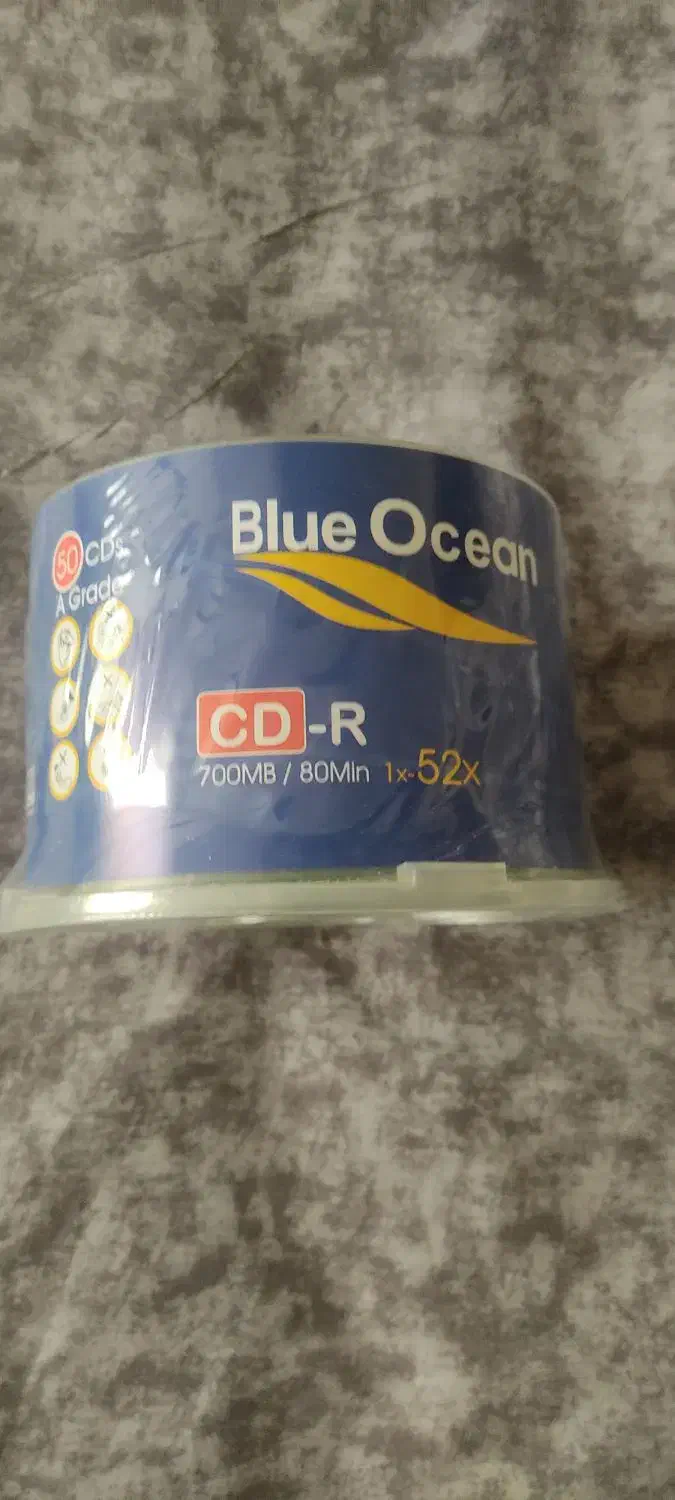 Blue Ocean
50 CDs
A Grade
CD-R
700MB / 80Min 1x-52x